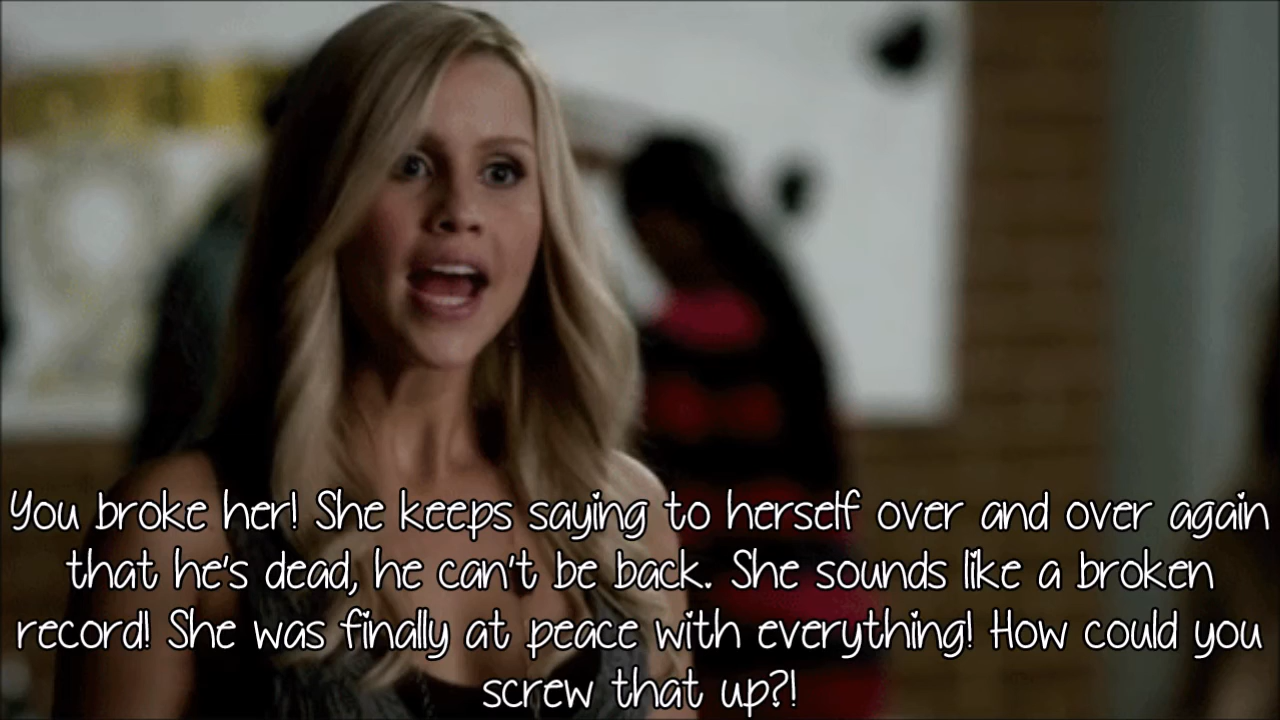 You broke her! She keeps saying to herself over and over again
that he's dead, he can't be back. She sounds like a broken
record! She was finally at peace with everything! How could you
screw that up?!